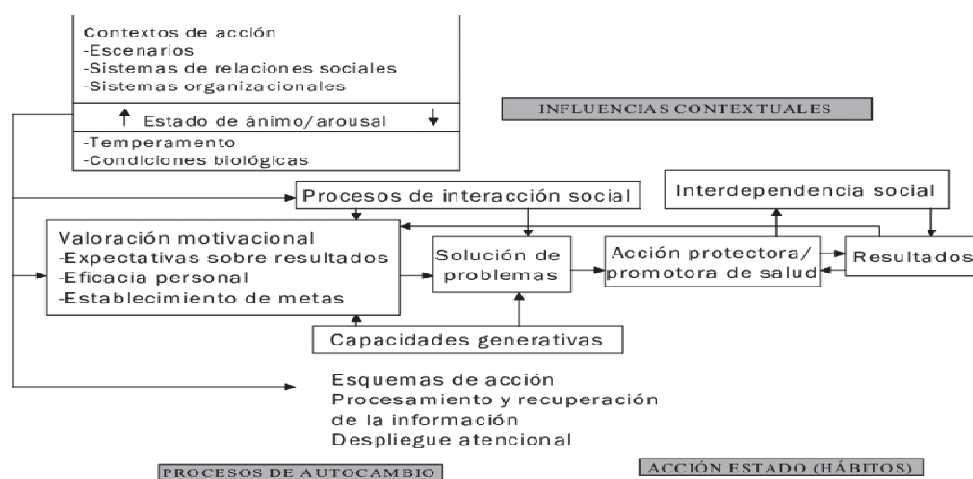 Contextos de acción
-Escenarios
-Sistemas de relaciones sociales
-Sistemas organizacionales
Estado de ánimo/arousal
-Temperamento
-Condiciones biológicas
INFLUENCIAS CONTEXTUALES
Procesos de interacción social
Interdependencia social
Valoración motivacional
-Expectativas sobre resultados
-Eficacia personal
-Establecimiento de metas
Solución de
problemas
Acción protectora/
promotora de salud
Resultados
Capacidades generativas
Esquemas de acción
Procesamiento y recuperación
de la información
Despliegue atencional
PROCESOS DE AUTOCAMBIO
ACCIÓN ESTADO (HÁBITOS)